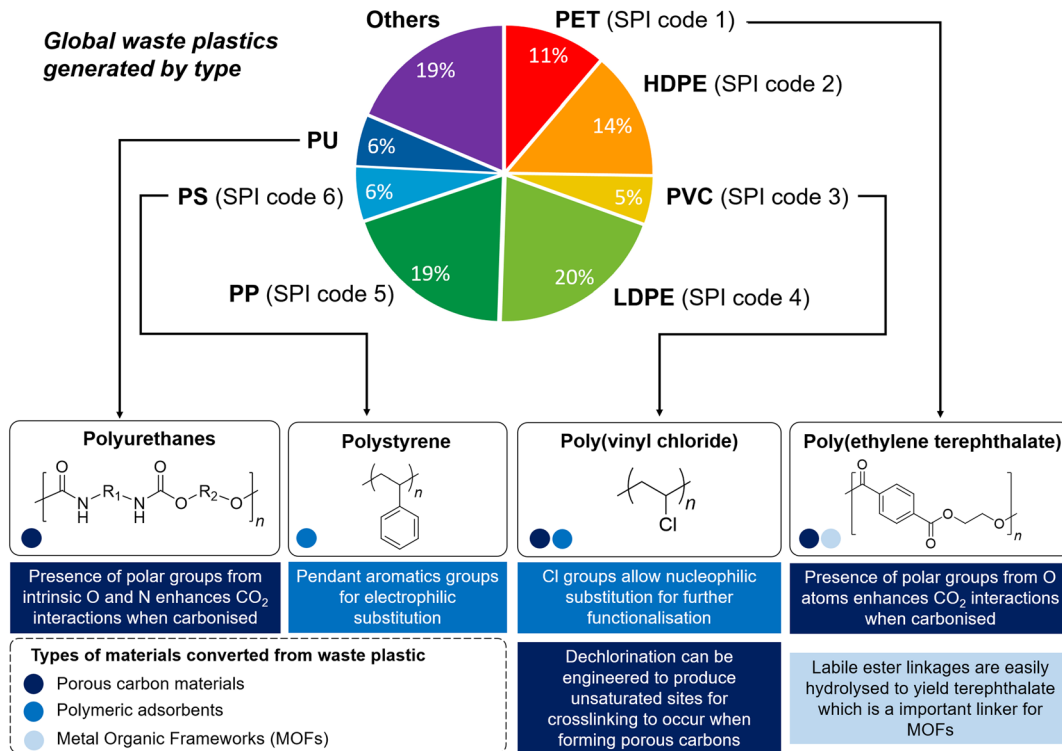 Global waste plastics
generated by type
Others
PET (SPI code 1)
19%
11%
HDPE (SPI code 2)
14%
PU
6%
PS (SPI code 6)
6%
5%
PVC (SPI code 3)
PP (SPI code 5)
19%
20%
LDPE (SPI code 4)
Polyurethanes
O
O
N
H
R1
N
H
O
R2
O
n
Polystyrene
n
Poly(vinyl chloride)
n
Cl
Poly(ethylene terephthalate)
O
O
O
O
n
Presence of polar groups from
intrinsic O and N enhances CO2
interactions when carbonised
Pendant aromatics groups
for electrophilic
substitution
Cl groups allow nucleophilic
substitution for further
functionalisation
Presence of polar groups from O
atoms enhances CO2 interactions
when carbonised
Types of materials converted from waste plastic
Porous carbon materials
Polymeric adsorbents
Metal Organic Frameworks (MOFs)
Dechlorination can be
engineered to produce
unsaturated sites for
crosslinking to occur when
forming porous carbons
Labile ester linkages are easily
hydrolysed to yield terephthalate
which is a important linker for
MOFs